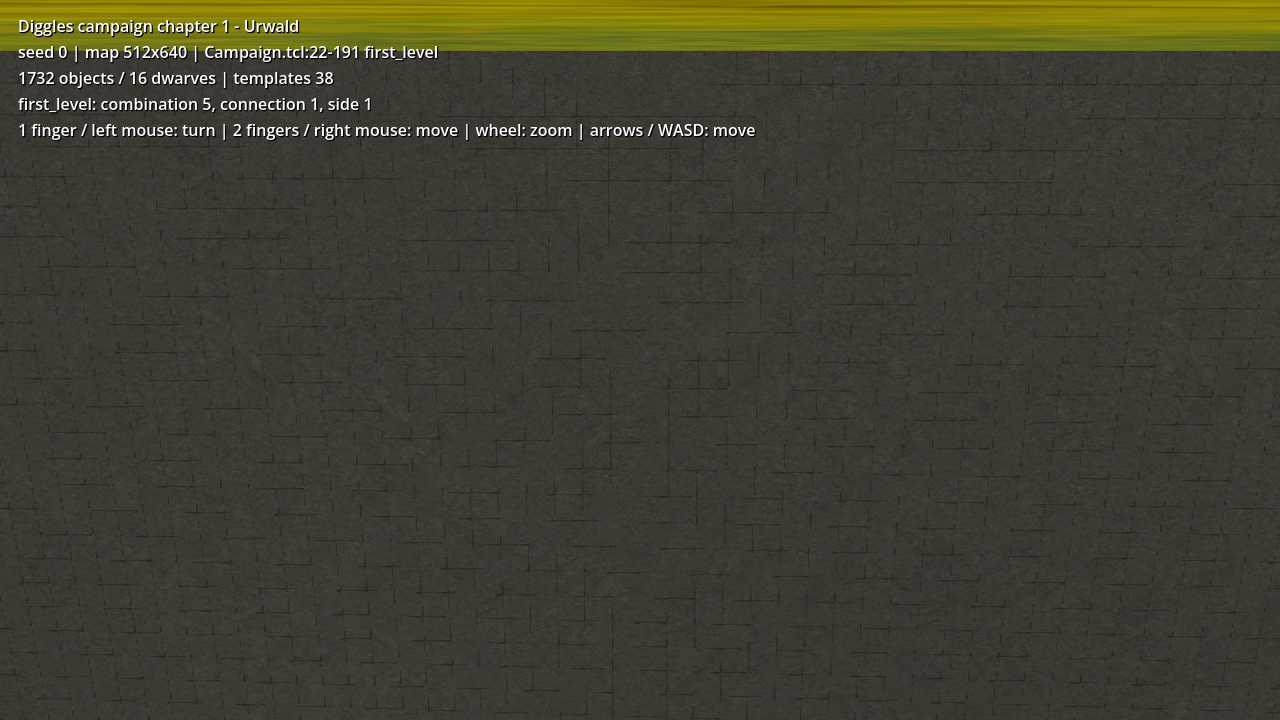 Diggles campaign chapter 1 - Urwald
seed 0 | map 512x640 | Campaign.tcl:22-191 first_level
1732 objects / 16 dwarves | templates 38
first_level: combination 5, connection 1, side 1
1 finger / left mouse: turn | 2 fingers / right mouse: move | wheel: zoom | arrows / WASD: move